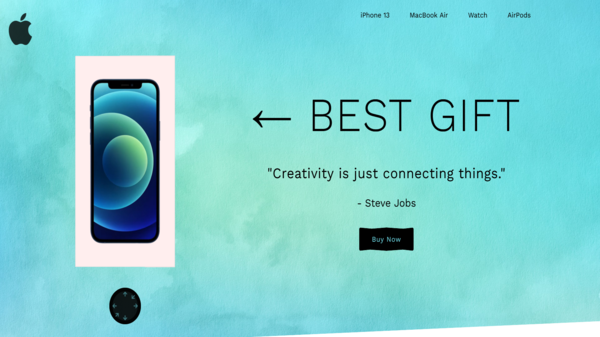 iPhone 13 MacBook Air Watch AirPods
← BEST GIFT
"Creativity is just connecting things."
- Steve Jobs
Buy Now